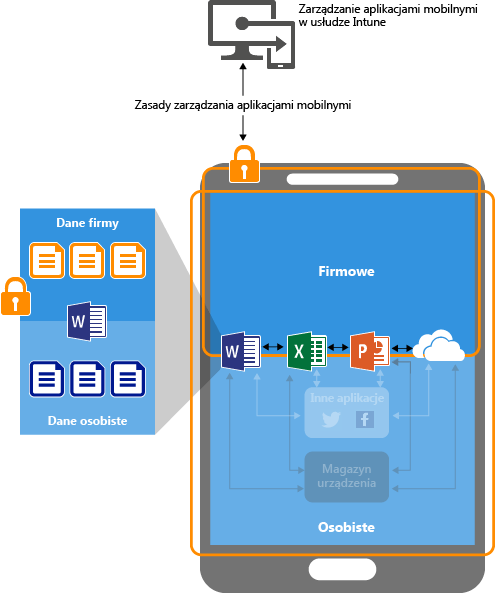 Zarządzanie aplikacjami mobilnymi
w usłudze Intune
Zasady zarządzania aplikacjami mobilnymi
Dane firmy
W
Dane osobiste
Firmowe
W
X
P
Inne aplikacje
f
Magazyn
urządzenia
Osobiste